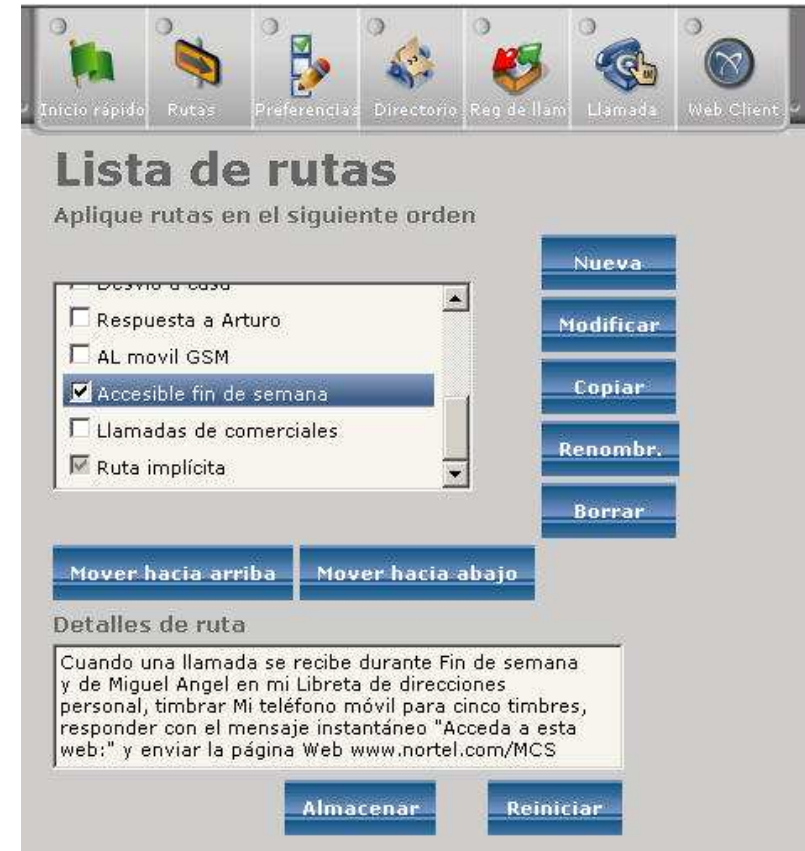 Inicio rápido Rutas Preferencias Directorio Reg de llam Llamada Web Client
Lista de rutas
Aplique rutas en el siguiente orden
Nueva
Desvio a casa
Respuesta a Arturo
Modificar
AL movil GSM
Accesible fin de semana
Copiar
Llamadas de comerciales
Renombr.
Ruta implícita
Borrar
Mover hacia arriba Mover hacia abajo
Detalles de ruta
Cuando una llamada se recibe durante Fin de semana
y de Miguel Angel en mi Libreta de direcciones
personal, timbrar Mi teléfono móvil para cinco timbres,
responder con el mensaje instantáneo "Acceda a esta
web:" y enviar la página Web www.nortel.com/MCS
Almacenar Reiniciar